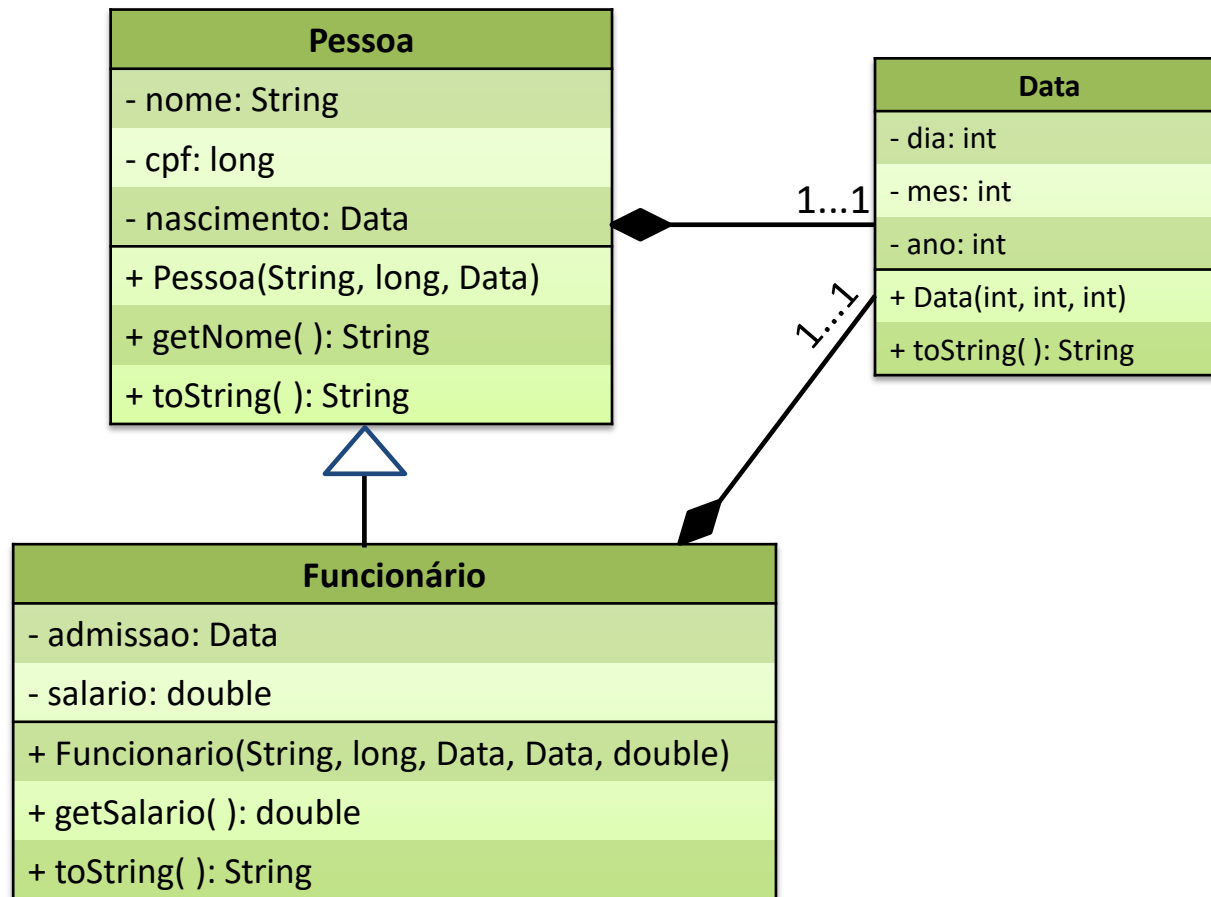 Pessoa
- nome: String
- cpf: long
- nascimento: Data
+ Pessoa(String, long, Data)
+ getNome( ): String
+ toString( ): String
1...1
Data
- dia: int
- mes: int
- ano: int
+ Data(int, int, int)
+ toString( ): String
1...1
Funcionário
- admissao: Data
- salario: double
+ Funcionario(String, long, Data, Data, double)
+ getSalario( ): double
+ toString( ): String